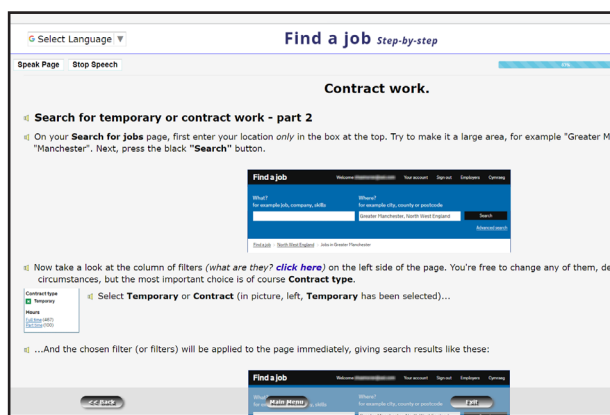 G Select Language ▼
Find a job Step-by-step
Speak Page Stop Speech
Contract work.
Search for temporary or contract work - part 2
On your Search for jobs page, first enter your location only in the box at the top. Try to make it a large area, for example "Greater M
"Manchester". Next, press the black "Search" button.
Find a job Welcome Your account Sign out Employers Cymraeg
What? Where?
for example job, company, skills for example city, county or postcode
Greater Manchester, North West England Search
Advanced search
Find a job North West England Jobs in Greater Manchester
Now take a look at the column of filters (what are they? click here) on the left side of the page. You're free to change any of them, de
circumstances, but the most important choice is of course Contract type.
Contract type
Temporary
Hours
Full time (487)
Part time (100)
Select Temporary or Contract (in picture, left, Temporary has been selected)...
...And the chosen filter (or filters) will be applied to the page immediately, giving search results like these:
Find a job Welcome Your account Sign out Employers Cymraeg
What? Where?
<< Back Main Menu Exit